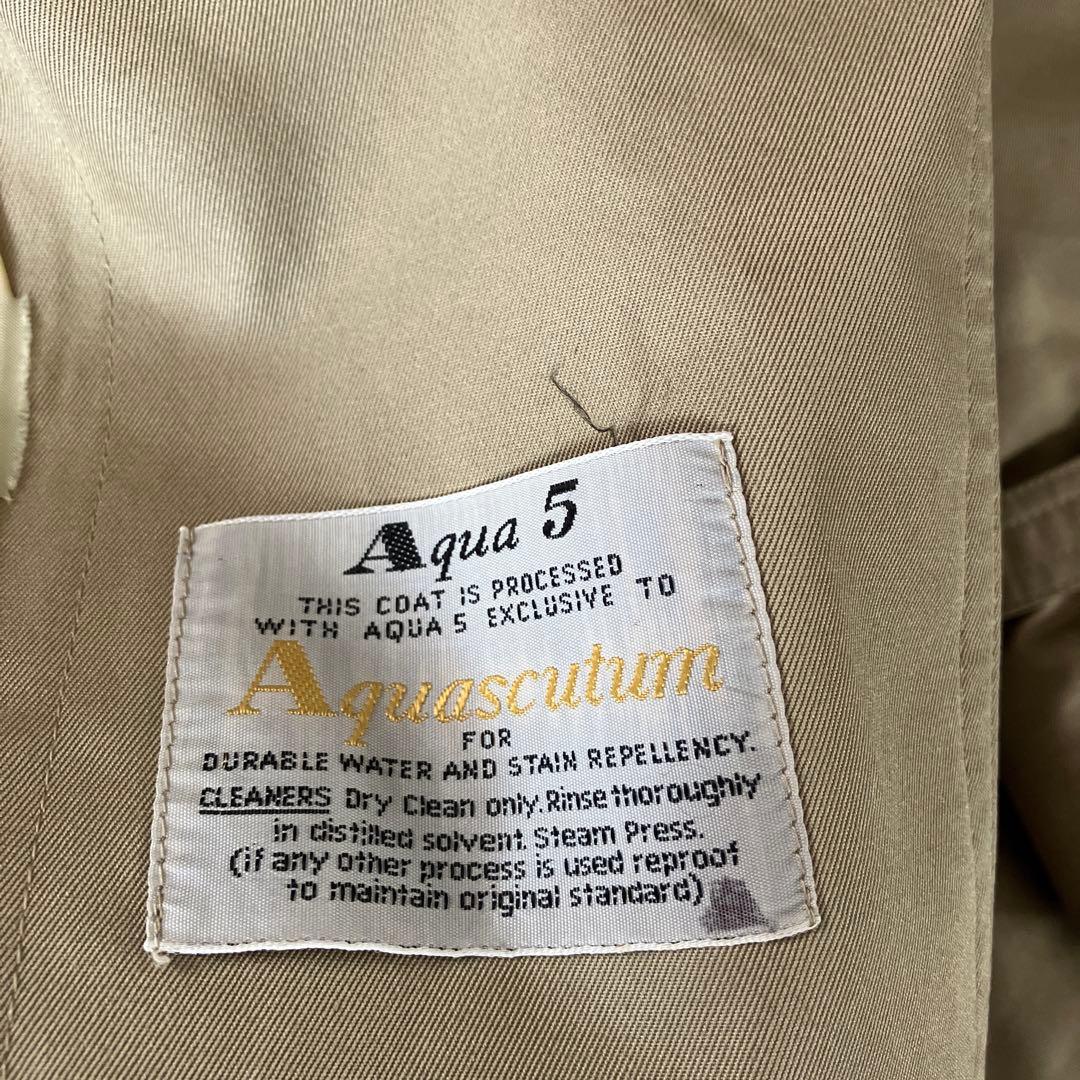 Aqua 5
THIS COAT IS PROCESSED
WITH AQUA 5 EXCLUSIVE TO
Aquascutum
FOR
DURABLE WATER AND STAIN REPELLENCY.
CLEANERS Dry Clean only. Rinse thoroughly
in distilled solvent. Steam Press.
(if any other process is used reproof
to maintain original standard)